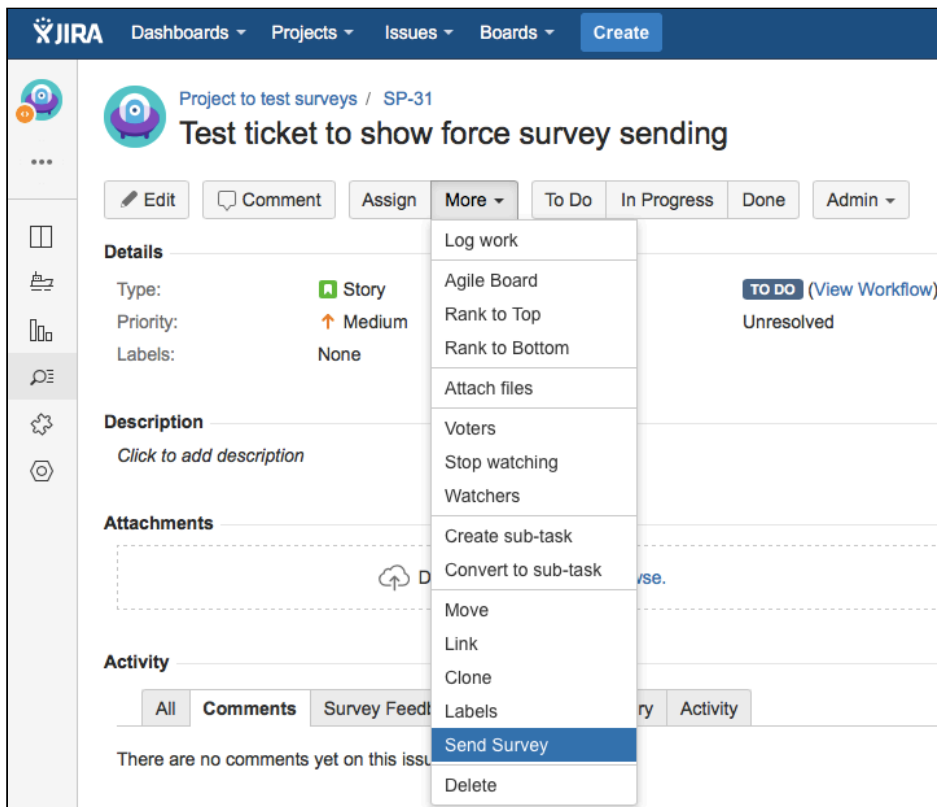 JIRA Dashboards Projects Issues Boards Create
Project to test surveys / SP-31
Test ticket to show force survey sending
Edit Comment Assign More To Do In Progress Done Admin
Log work
Details
Agile Board
Type: Story TO DO (View Workflow)
Rank to Top
Priority: Medium Unresolved
Rank to Bottom
Labels: None
Attach files
Description
Voters
Click to add description
Stop watching
Watchers
Attachments
Create sub-task
Convert to sub-task
Move
Link
Activity
Clone
All Comments Survey Activity
Labels
Send Survey
There are no comments yet on this
Delete